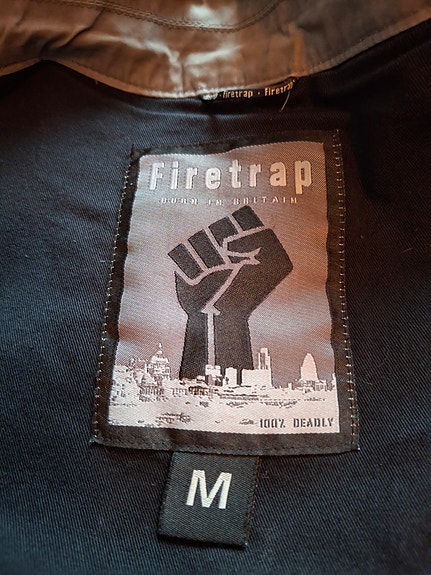 firetrap · Firetrap
Firetrap
BORN IN BRITAIN
100% DEADLY
M